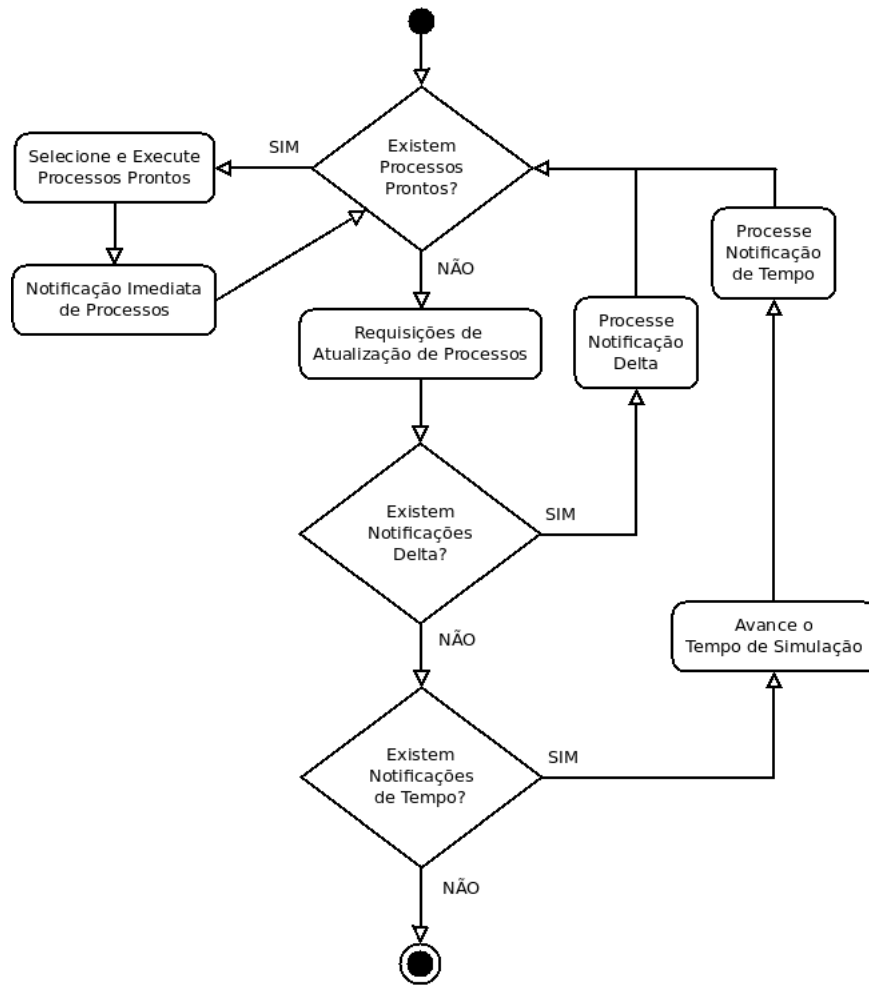 Existem
Processos
Prontos?
SIM
Selecione e Execute
Processos Prontos
Notificação Imediata
de Processos
NÃO
Requisições de
Atualização de Processos
Processe
Notificação
Delta
Processe
Notificação
de Tempo
Existem
Notificações
Delta?
SIM
NÃO
Avance o
Tempo de Simulação
Existem
Notificações
de Tempo?
SIM
NÃO